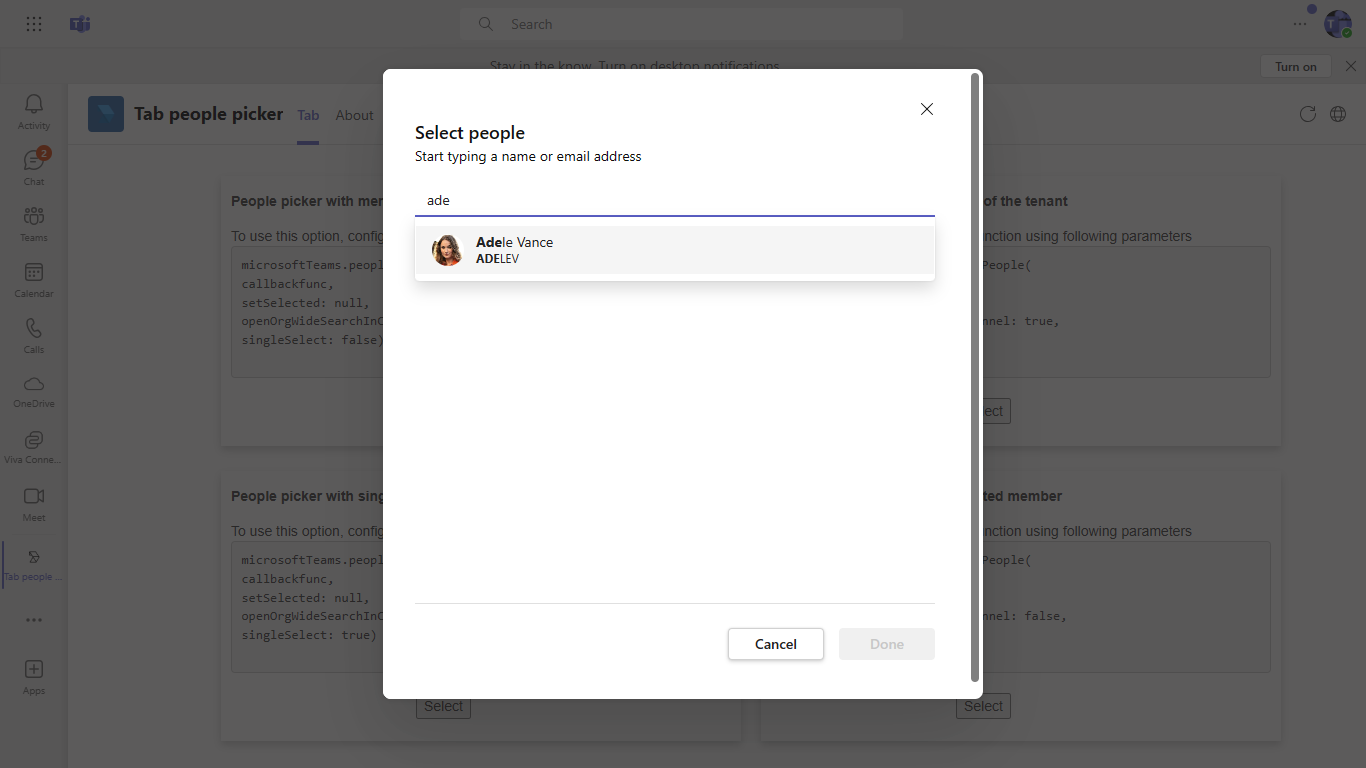 Search
Stay in the know. Turn on desktop notifications.
Turn on
Activity
2
Chat
Teams
Calendar
Calls
OneDrive
Viva Conne...
Meet
Tab people...
Apps
Tab people picker
Tab
About
Select people
Start typing a name or email address
ade
Adele Vance
ADELEV
Cancel
Done
People picker with mem
To use this option, config
microsoftTeams.peopl
callbackfunc,
setSelected: null,
openOrgWideSearchInC
singleSelect: false)
of the tenant
nction using following parameters
People(
nnel: true,
ect
People picker with sing
To use this option, config
microsoftTeams.peopl
callbackfunc,
setSelected: null,
openOrgWideSearchInC
singleSelect: true)
Select
ted member
nction using following parameters
People(
nnel: false,
Select